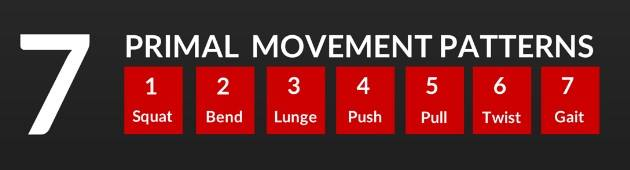 7
PRIMAL MOVEMENT PATTERNS
1 2 3 4 5 6 7
Squat Bend Lunge Push Pull Twist Gait